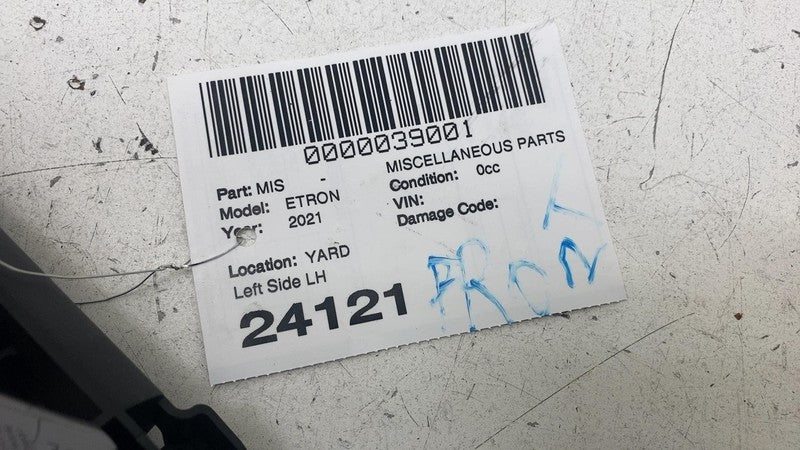 0000039001
Part: MIS - MISCELLANEOUS PARTS
Model: ETRON Condition: 0cc
Year: 2021 VIN:
Damage Code:
Location: YARD
Left Side LH
24121
FRONT